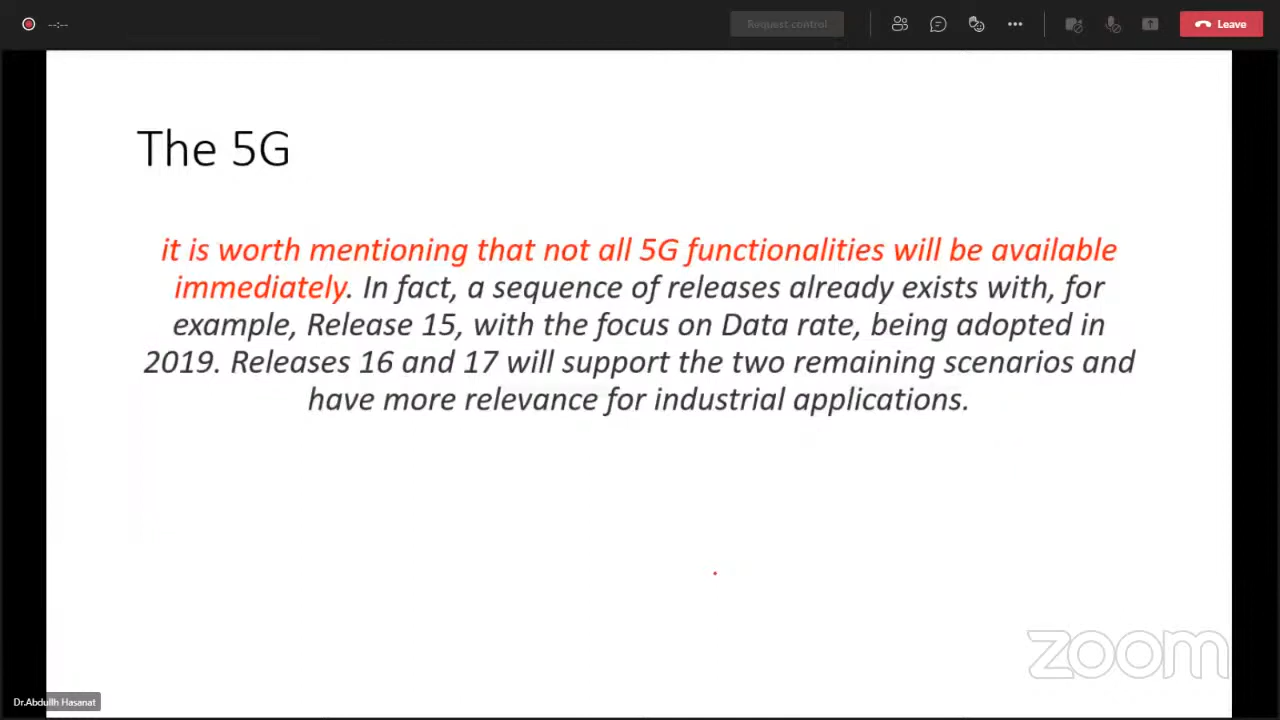 --:--
Request control
Leave
The 5G
it is worth mentioning that not all 5G functionalities will be available
immediately. In fact, a sequence of releases already exists with, for
example, Release 15, with the focus on Data rate, being adopted in
2019. Releases 16 and 17 will support the two remaining scenarios and
have more relevance for industrial applications.
zoom
Dr.Abdullh Hasanat